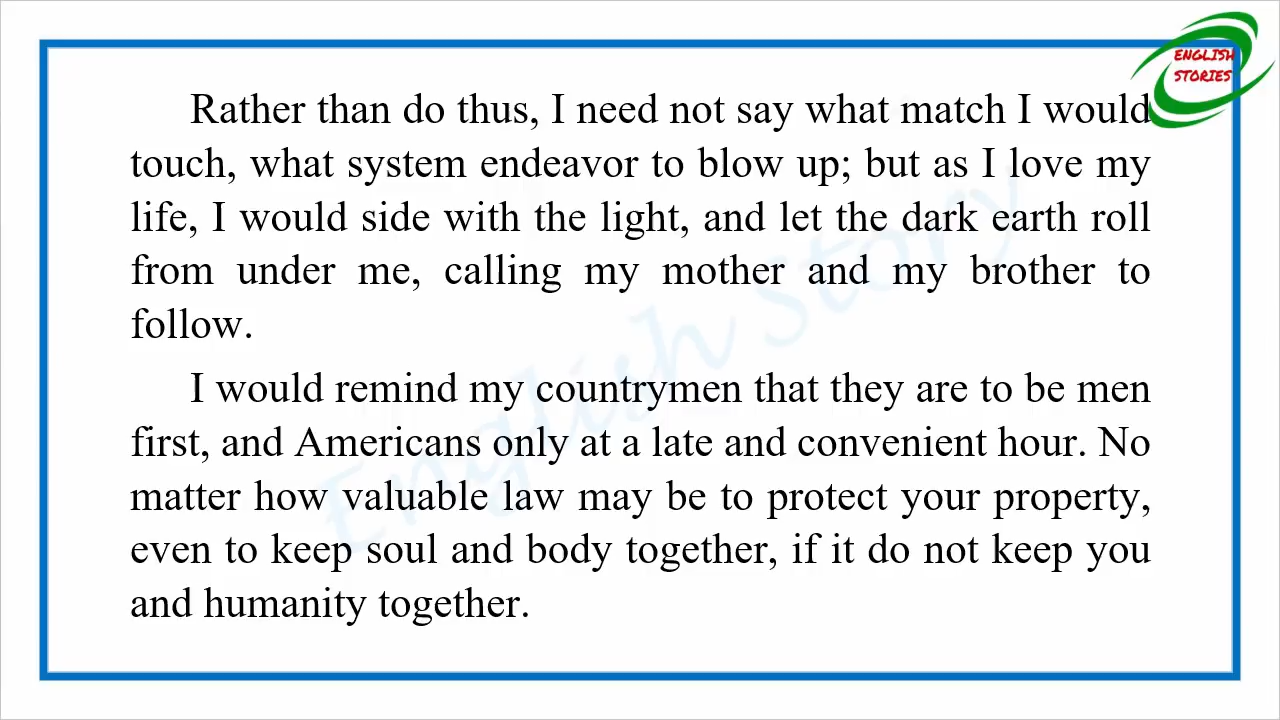 ENGLISH
STORIES
Rather than do thus, I need not say what match I would
touch, what system endeavor to blow up; but as I love my
life, I would side with the light, and let the dark earth roll
from under me, calling my mother and my brother to
follow.
I would remind my countrymen that they are to be men
first, and Americans only at a late and convenient hour. No
matter how valuable law may be to protect your property,
even to keep soul and body together, if it do not keep you
and humanity together.
English Story